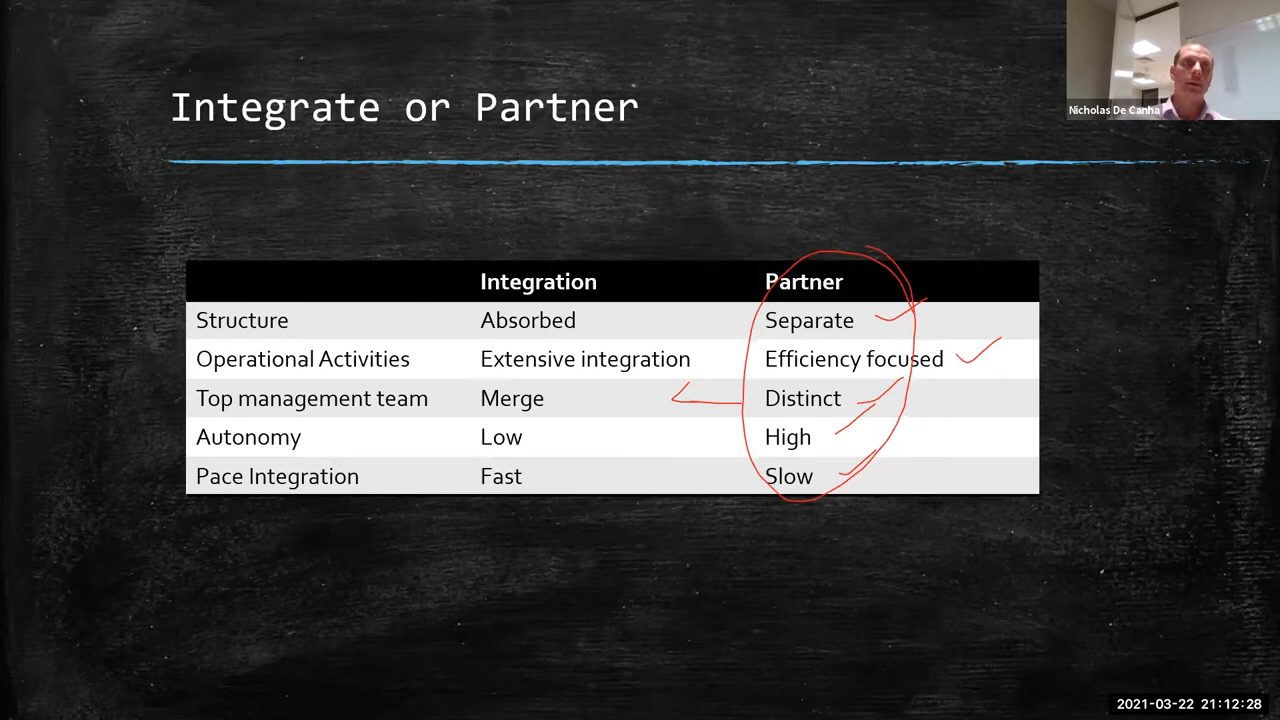 Nicholas De Canha
Integrate or Partner
Integration Partner
Structure Absorbed Separate
Operational Activities Extensive integration Efficiency focused
Top management team Merge Distinct
Autonomy Low High
Pace Integration Fast Slow
2021-03-22 21:12:28